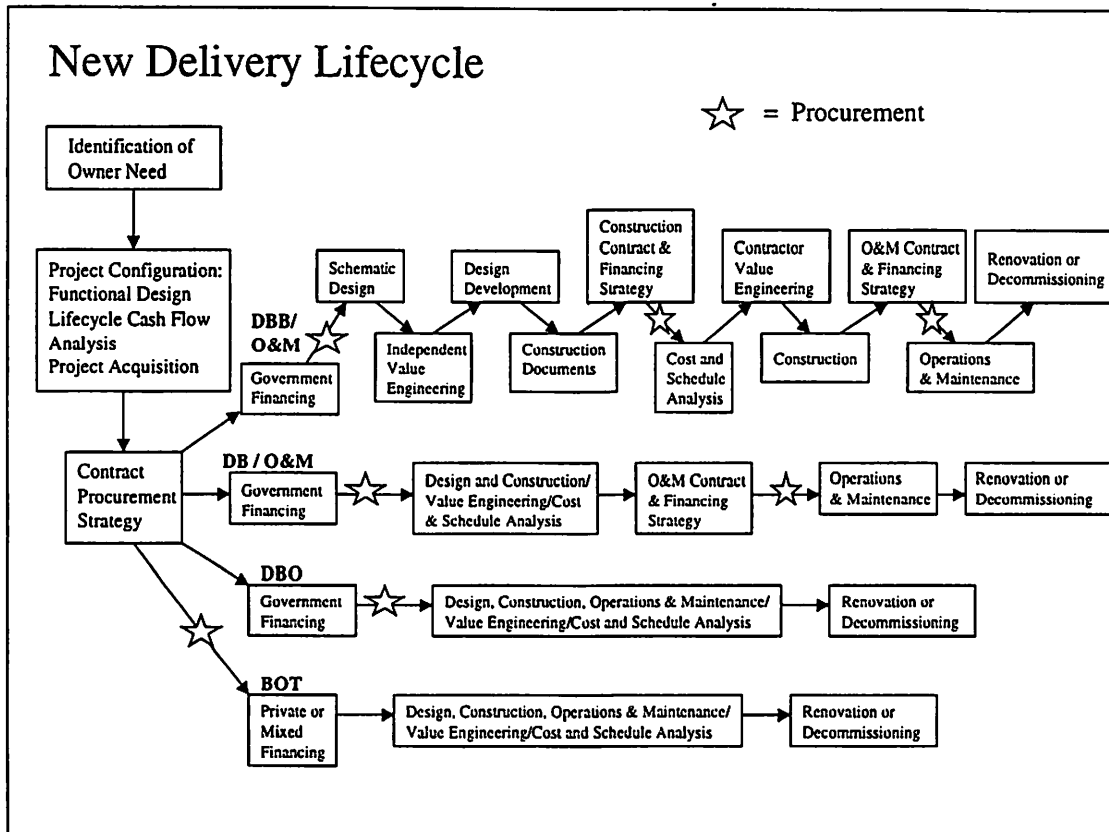 New Delivery Lifecycle
= Procurement
Identification of
Owner Need
Project Configuration:
Functional Design
Lifecycle Cash Flow
Analysis
Project Acquisition
Contract
Procurement
Strategy
DBB/
O&M
Government
Financing
Schematic
Design
Independent
Value
Engineering
Design
Development
Construction
Documents
Construction
Contract &
Financing
Strategy
Cost and
Schedule
Analysis
Contractor
Value
Engineering
Construction
O&M Contract
& Financing
Strategy
Operations
& Maintenance
Renovation or
Decommissioning
DB / O&M
Government
Financing
Design and Construction/
Value Engineering/Cost
& Schedule Analysis
O&M Contract
& Financing
Strategy
Operations
& Maintenance
Renovation or
Decommissioning
DBO
Government
Financing
Design, Construction, Operations & Maintenance/
Value Engineering/Cost and Schedule Analysis
Renovation or
Decommissioning
BOT
Private or
Mixed
Financing
Design, Construction, Operations & Maintenance/
Value Engineering/Cost and Schedule Analysis
Renovation or
Decommissioning